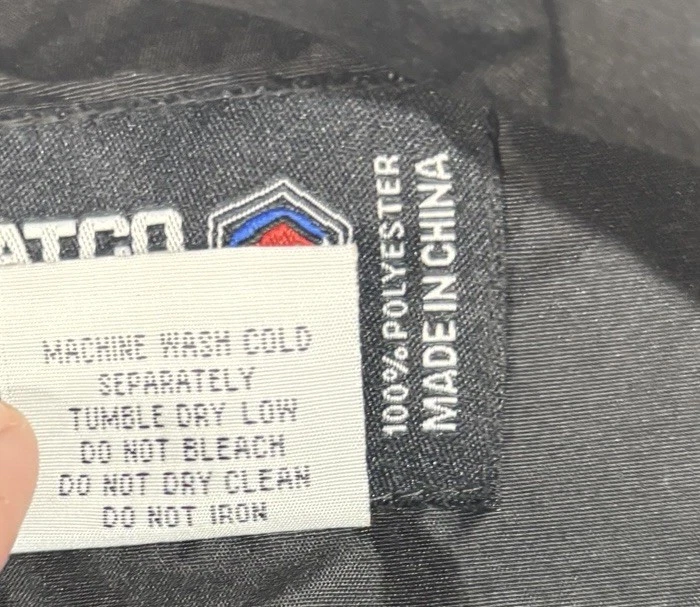 ATCO
MACHINE WASH COLD
SEPARATELY
TUMBLE DRY LOW
DO NOT BLEACH
DO NOT DRY CLEAN
DO NOT IRON
100% POLYESTER
MADE IN CHINA